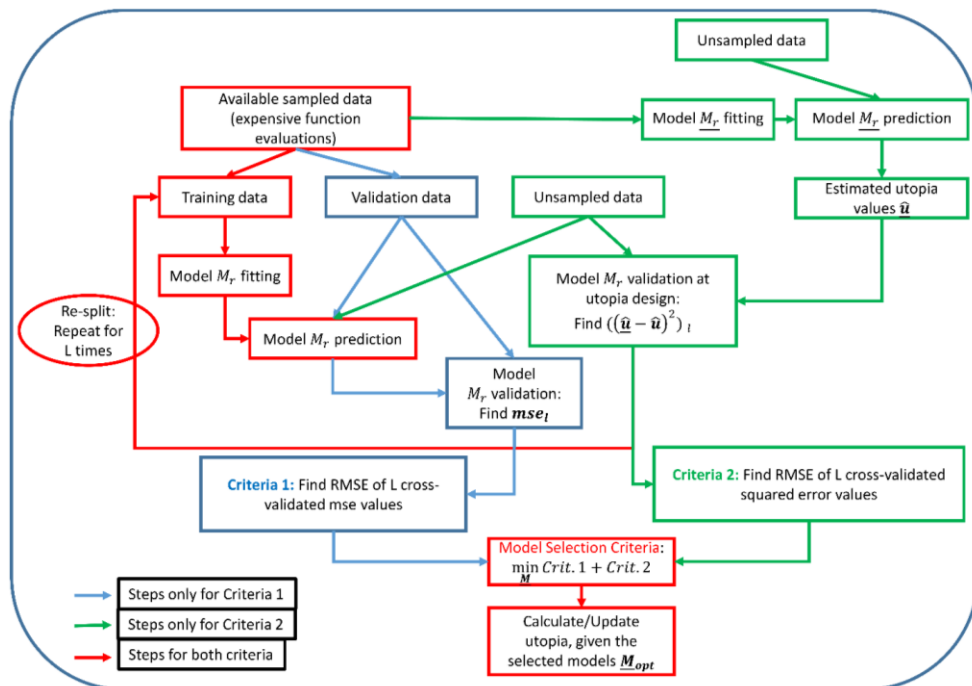 Unsampled data
Available sampled data
(expensive function
evaluations)
Model M_r fitting
Model M_r prediction
Training data
Validation data
Unsampled data
Estimated utopia
values û
Model M_r fitting
Model M_r validation at
utopia design:
Find ((û − û)²)_l
Re-split:
Repeat for
L times
Model M_r prediction
Model
M_r validation:
Find mse_l
Criteria 1: Find RMSE of L cross-
validated mse values
Criteria 2: Find RMSE of L cross-validated
squared error values
Model Selection Criteria:
min Crit. 1 + Crit. 2
M
Steps only for Criteria 1
Steps only for Criteria 2
Steps for both criteria
Calculate/Update
utopia, given the
selected models M_opt